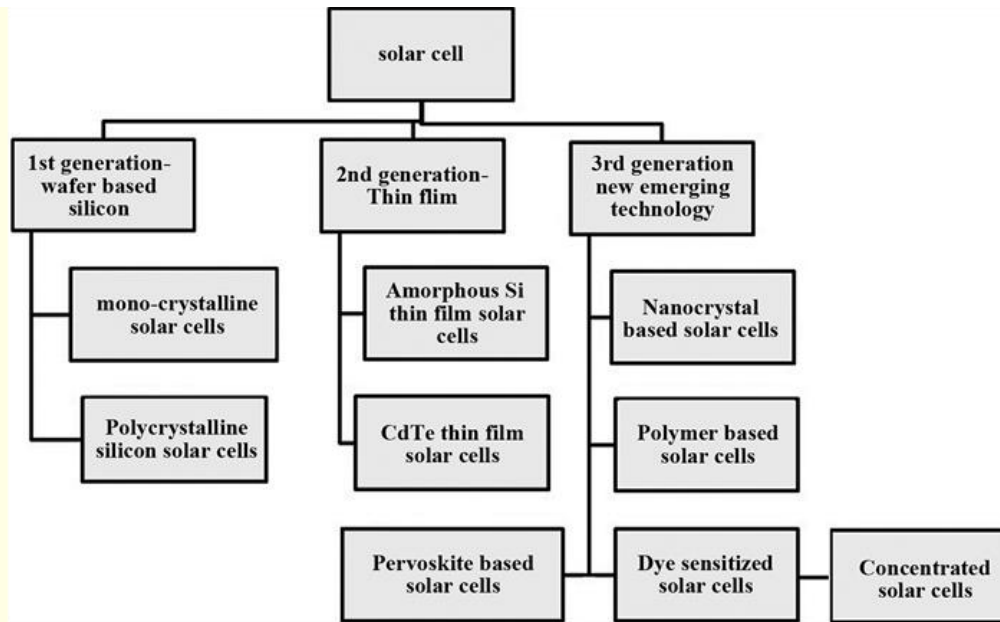 solar cell
1st generation-
wafer based
silicon
2nd generation-
Thin flim
3rd generation
new emerging
technology
mono-crystalline
solar cells
Polycrystalline
silicon solar cells
Amorphous Si
thin film solar
cells
CdTe thin film
solar cells
Nanocrystal
based solar cells
Polymer based
solar cells
Pervoskite based
solar cells
Dye sensitized
solar cells
Concentrated
solar cells